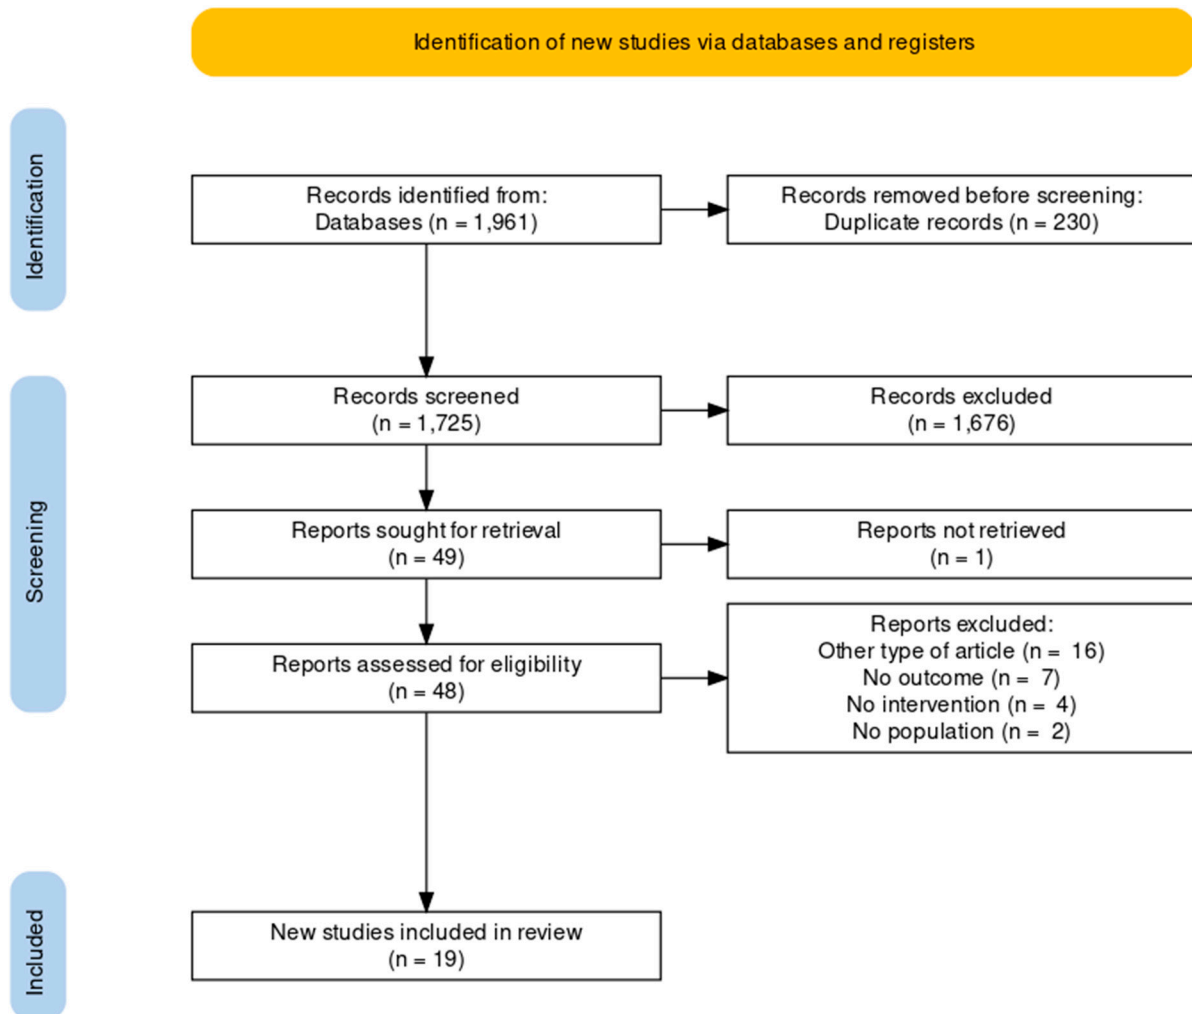 Identification of new studies via databases and registers
Identification
Records identified from:
Databases (n = 1,961)
Records removed before screening:
Duplicate records (n = 230)
Screening
Records screened
(n = 1,725)
Records excluded
(n = 1,676)
Reports sought for retrieval
(n = 49)
Reports not retrieved
(n = 1)
Reports assessed for eligibility
(n = 48)
Reports excluded:
Other type of article (n = 16)
No outcome (n = 7)
No intervention (n = 4)
No population (n = 2)
Included
New studies included in review
(n = 19)